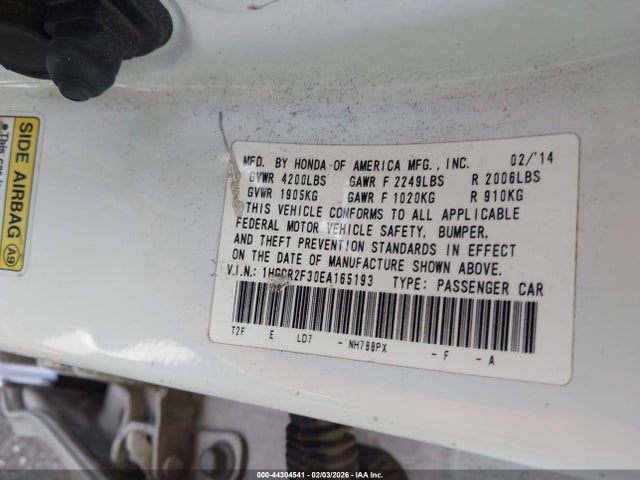 SIDE AIRBAG A9
MFD. BY HONDA OF AMERICA MFG., INC. 02/'14
GVWR 4200LBS GAWR F 2249LBS R 2006LBS
GVWR 1905KG GAWR F 1020KG R 910KG
THIS VEHICLE CONFORMS TO ALL APPLICABLE
FEDERAL MOTOR VEHICLE SAFETY, BUMPER,
AND THEFT PREVENTION STANDARDS IN EFFECT
ON THE DATE OF MANUFACTURE SHOWN ABOVE.
V.I.N.: 1HGCR2F30EA165193 TYPE: PASSENGER CAR
T2F E LD7 - NH788PX - F - A
000-44304541 - 02/03/2026 - IAA Inc.